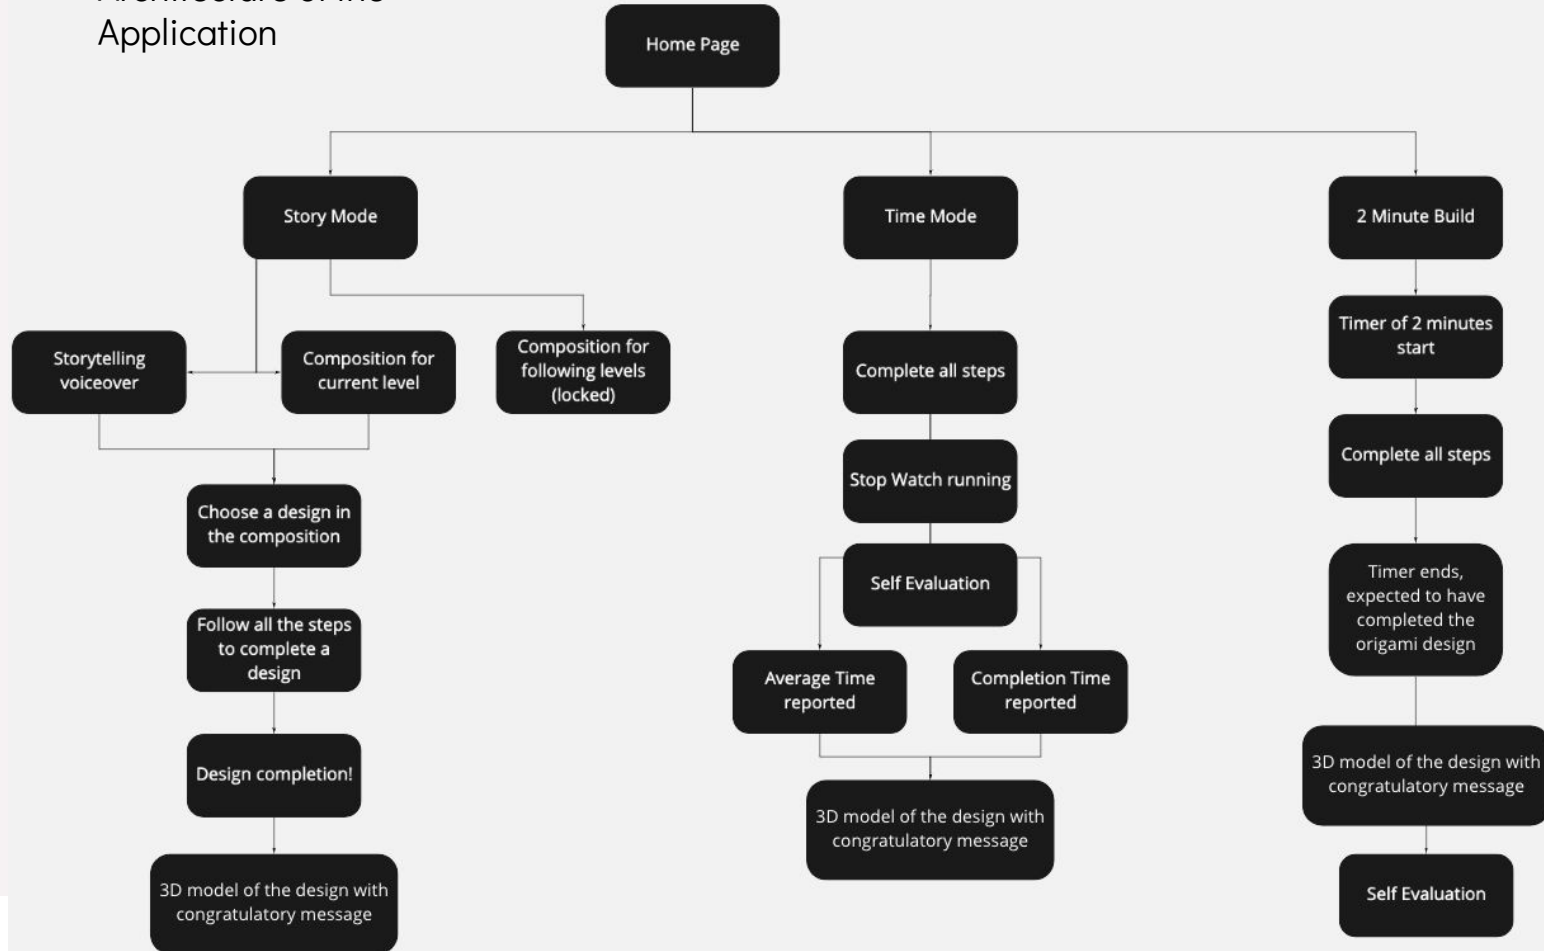 Architecture of the
Application
Home Page
Story Mode
Time Mode
2 Minute Build
Storytelling
voiceover
Composition for
current level
Composition for
following levels
(locked)
Choose a design in
the composition
Follow all the steps
to complete a
design
Design completion!
3D model of the design with
congratulatory message
Complete all steps
Stop Watch running
Self Evaluation
Average Time
reported
Completion Time
reported
3D model of the design with
congratulatory message
Timer of 2 minutes
start
Complete all steps
Timer ends,
expected to have
completed the
origami design
3D model of the design with
congratulatory message
Self Evaluation